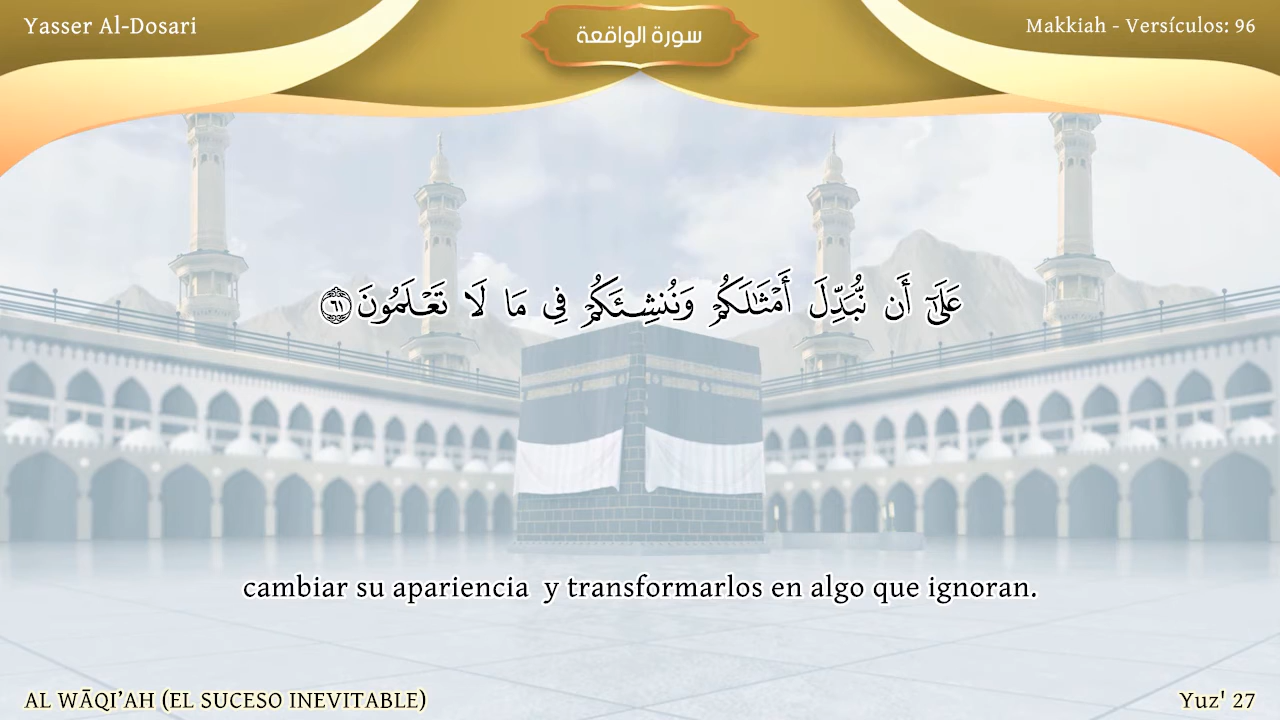 Yasser Al-Dosari
سورة الواقعة
Makkiah - Versículos: 96
عَلَىٰٓ أَن نُّبَدِّلَ أَمْثَـٰلَكُمْ وَنُنشِئَكُمْ فِى مَا لَا تَعْلَمُونَ ٦١
cambiar su apariencia y transformarlos en algo que ignoran.
AL WĀQI’AH (EL SUCESO INEVITABLE)
Yuz' 27